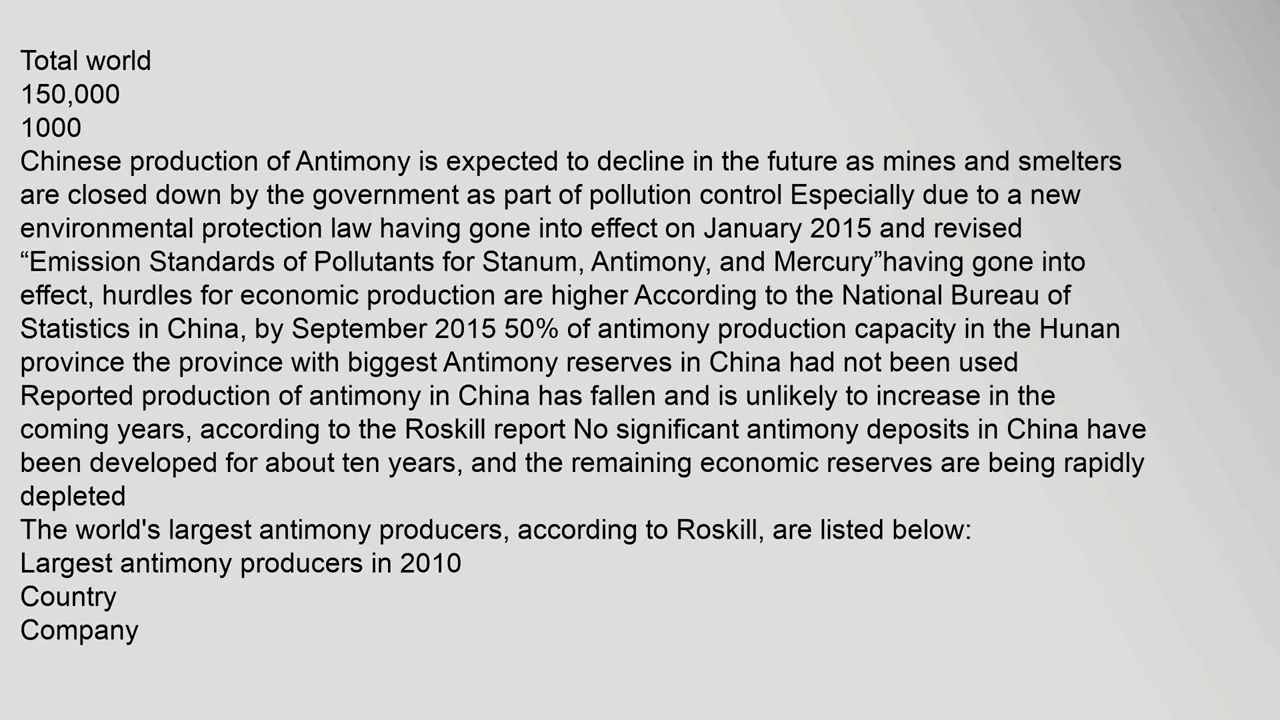 Total world
150,000
1000
Chinese production of Antimony is expected to decline in the future as mines and smelters
are closed down by the government as part of pollution control Especially due to a new
environmental protection law having gone into effect on January 2015 and revised
“Emission Standards of Pollutants for Stanum, Antimony, and Mercury”having gone into
effect, hurdles for economic production are higher According to the National Bureau of
Statistics in China, by September 2015 50% of antimony production capacity in the Hunan
province the province with biggest Antimony reserves in China had not been used
Reported production of antimony in China has fallen and is unlikely to increase in the
coming years, according to the Roskill report No significant antimony deposits in China have
been developed for about ten years, and the remaining economic reserves are being rapidly
depleted
The world's largest antimony producers, according to Roskill, are listed below:
Largest antimony producers in 2010
Country
Company